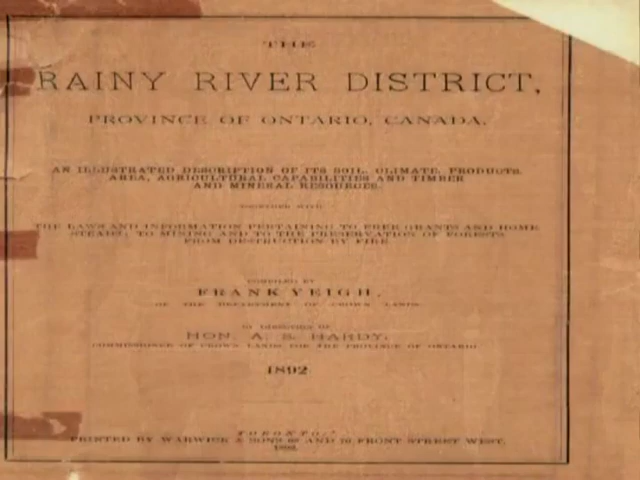 THE
RAINY RIVER DISTRICT,
PROVINCE OF ONTARIO, CANADA.
AN ILLUSTRATED DESCRIPTION OF ITS SOIL, CLIMATE, PRODUCTS,
AREA, AGRICULTURAL CAPABILITIES AND TIMBER
AND MINERAL RESOURCES.
TOGETHER WITH
THE LAWS AND INFORMATION PERTAINING TO FREE GRANTS AND HOME
STEADS; TO MINING AND TO THE PRESERVATION OF FORESTS
FROM DESTRUCTION BY FIRE
COMPILED BY
FRANK YEIGH,
OF THE DEPARTMENT OF CROWN LANDS
BY DIRECTION OF
HON. A. S. HARDY,
COMMISSIONER OF CROWN LANDS FOR THE PROVINCE OF ONTARIO
1892
TORONTO:
PRINTED BY WARWICK & SONS 68 AND 70 FRONT STREET WEST.
1892.